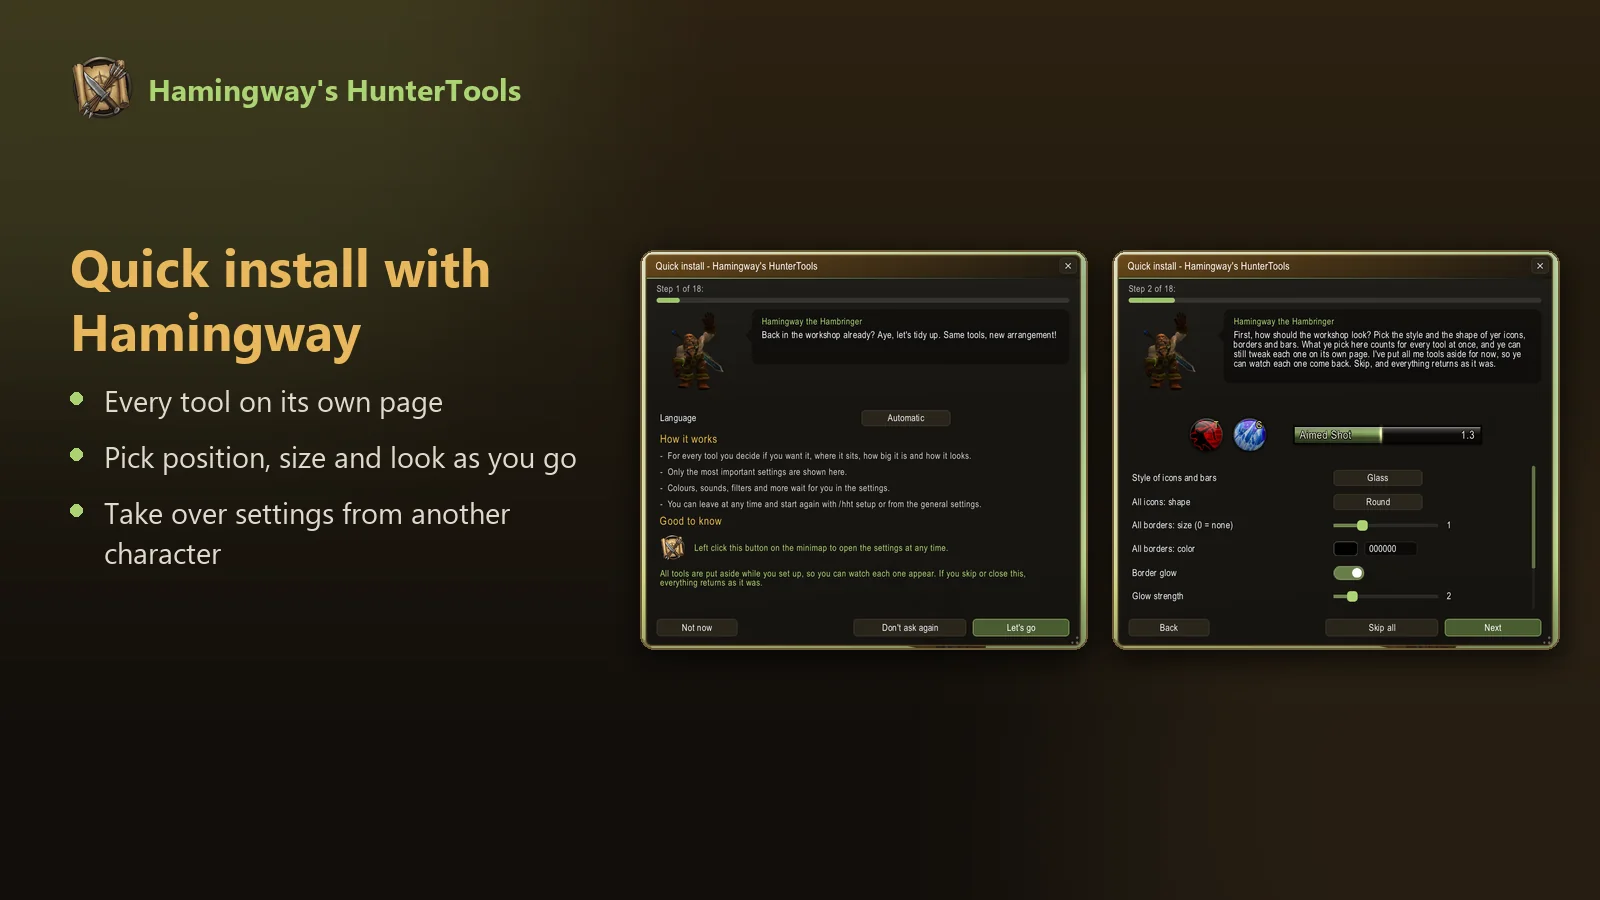 Hamingway's HunterTools
Quick install with
Hamingway
Every tool on its own page
Pick position, size and look as you go
Take over settings from another
character
Quick install - Hamingway's HunterTools
Step 1 of 18:
Hamingway the Hambringer
Back in the workshop already? Aye, let's tidy up. Same tools, new arrangement!
Language
Automatic
How it works
- For every tool you decide if you want it, where it sits, how big it is and how it looks.
- Only the most important settings are shown here.
- Colours, sounds, filters and more wait for you in the settings.
- You can leave at any time and start again with /hht setup or from the general settings.
Good to know
Left click this button on the minimap to open the settings at any time.
All tools are put aside while you set up, so you can watch each one appear. If you skip or close this,
everything returns as it was.
Not now
Don't ask again
Let's go
Quick install - Hamingway's HunterTools
Step 2 of 18:
Hamingway the Hambringer
First, how should the workshop look? Pick the style and the shape of yer icons,
borders and bars. What ye pick here counts for every tool at once, and ye can
still tweak each one on its own page. I've put all me tools aside for now, so ye
can watch each one come back. Skip, and everything returns as it was.
Aimed Shot
1.3
Style of icons and bars
Glass
All icons: shape
Round
All borders: size (0 = none)
1
All borders: color
000000
Border glow
Glow strength
2
Back
Skip all
Next